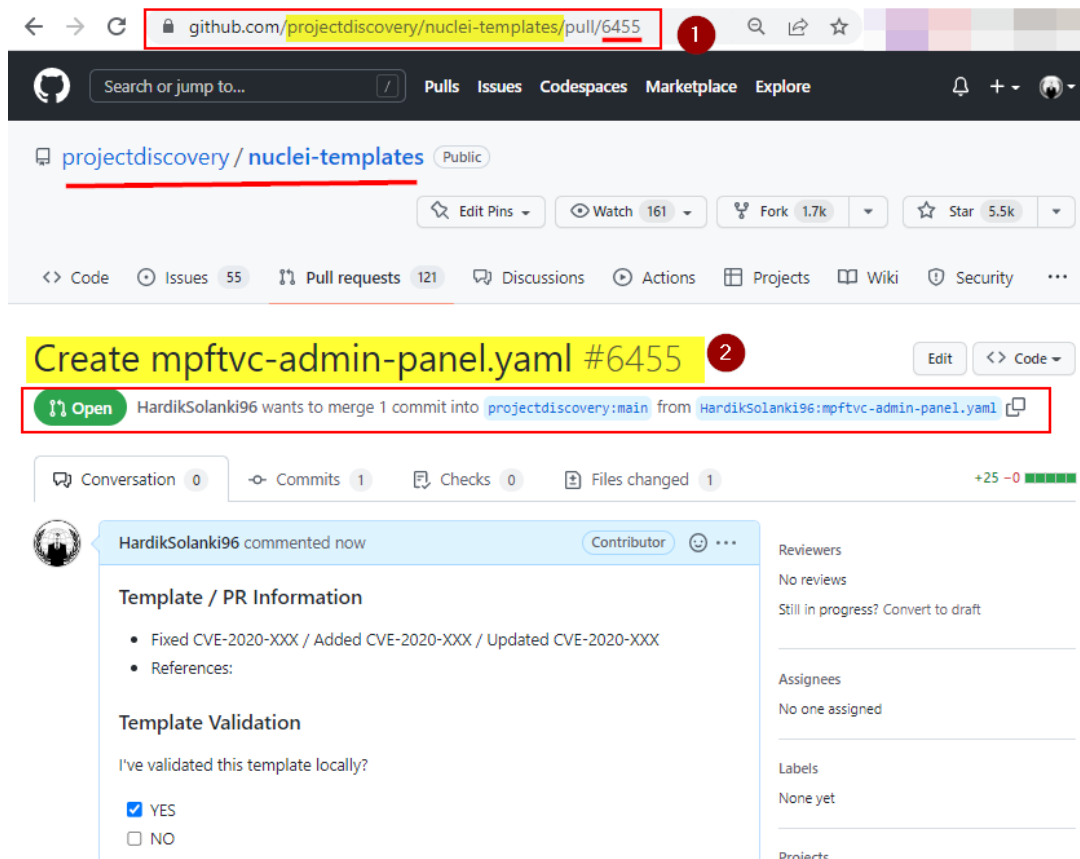 github.com/projectdiscovery/nuclei-templates/pull/6455
1
Search or jump to...
/
Pulls Issues Codespaces Marketplace Explore
projectdiscovery / nuclei-templates Public
Edit Pins Watch 161 Fork 1.7k Star 5.5k
Code Issues 55 Pull requests 121 Discussions Actions Projects Wiki Security ...
Create mpftvc-admin-panel.yaml #6455 2 Edit <> Code
Open HardikSolanki96 wants to merge 1 commit into projectdiscovery:main from HardikSolanki96:mpftvc-admin-panel.yaml
Conversation 0 Commits 1 Checks 0 Files changed 1 +25 −0
HardikSolanki96 commented now Contributor ...
Template / PR Information
• Fixed CVE-2020-XXX / Added CVE-2020-XXX / Updated CVE-2020-XXX
• References:
Template Validation
I've validated this template locally?
YES
NO
Reviewers
No reviews
Still in progress? Convert to draft
Assignees
No one assigned
Labels
None yet
Projects